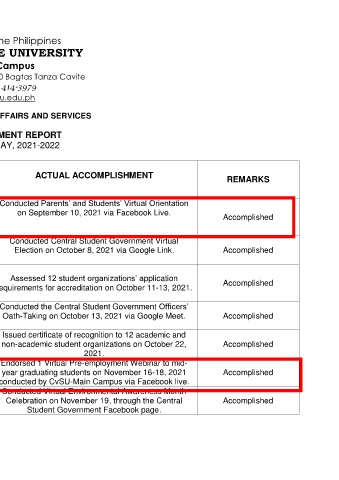 ne Philippines
E UNIVERSITY
Campus
0 Bagtas Tanza Cavite
414-3979
u.edu.ph
FFAIRS AND SERVICES
MENT REPORT
AY, 2021-2022
ACTUAL ACCOMPLISHMENT
REMARKS
Conducted Parents' and Students' Virtual Orientation
on September 10, 2021 via Facebook Live.
Accomplished
Conducted Central Student Government Virtual
Election on October 8, 2021 via Google Link.
Accomplished
Assessed 12 student organizations' application
equirements for accreditation on October 11-13, 2021.
Accomplished
Conducted the Central Student Government Officers'
Oath-Taking on October 13, 2021 via Google Meet.
Accomplished
Issued certificate of recognition to 12 academic and
non-academic student organizations on October 22,
2021.
Accomplished
Endorsed 1 Virtual Pre-employment Webinar to mid-
year graduating students on November 16-18, 2021
conducted by CvSU-Main Campus via Facebook live.
Accomplished
Conducted Virtual Environmental Awareness Month
Celebration on November 19, through the Central
Student Government Facebook page.
Accomplished